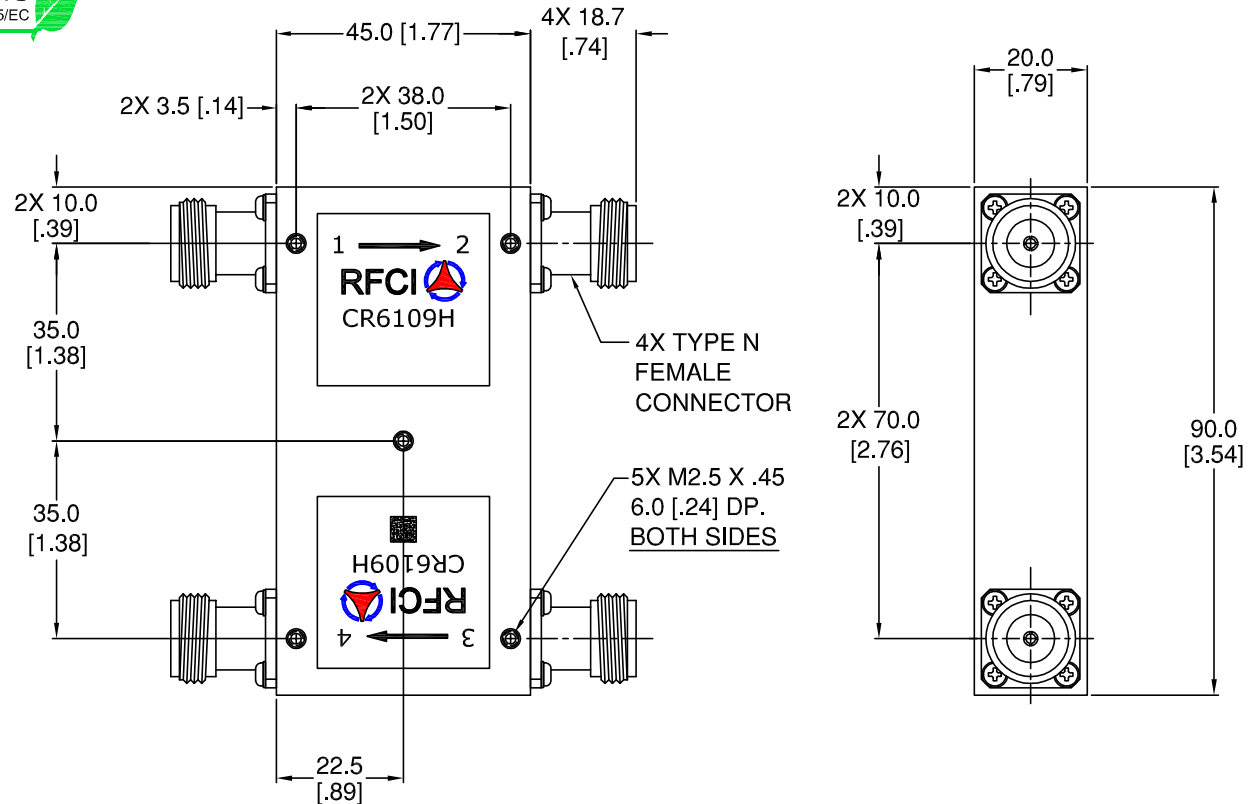 5/EC
45.0 [1.77]
4X 18.7
[.74]
20.0
[.79]
2X 3.5 [.14]
2X 38.0
[1.50]
2X 10.0
[.39]
2X 10.0
[.39]
1 2
RFCI
CR6109H
35.0
[1.38]
4X TYPE N
FEMALE
CONNECTOR
2X 70.0
[2.76]
90.0
[3.54]
5X M2.5 X .45
6.0 [.24] DP.
BOTH SIDES
35.0
[1.38]
3 4
RFCI
CR6109H
22.5
[.89]